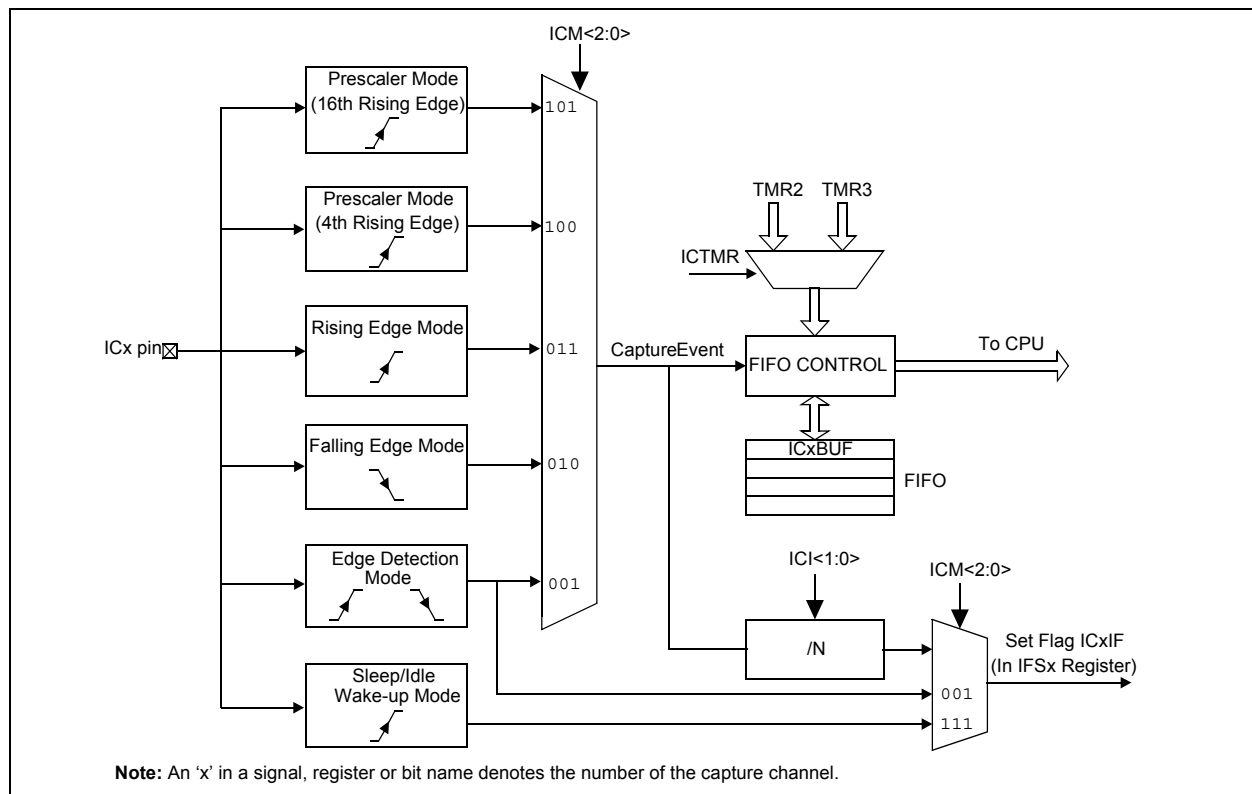 ICM<2:0>
Prescaler Mode
(16th Rising Edge)
101
Prescaler Mode
(4th Rising Edge)
100
TMR2
TMR3
ICTMR
ICx pin
Rising Edge Mode
011
CaptureEvent
FIFO CONTROL
To CPU
Falling Edge Mode
010
ICxBUF
FIFO
Edge Detection
Mode
001
ICI<1:0>
ICM<2:0>
/N
Set Flag ICxIF
(In IFSx Register)
Sleep/Idle
Wake-up Mode
001
111
Note: An ‘x’ in a signal, register or bit name denotes the number of the capture channel.